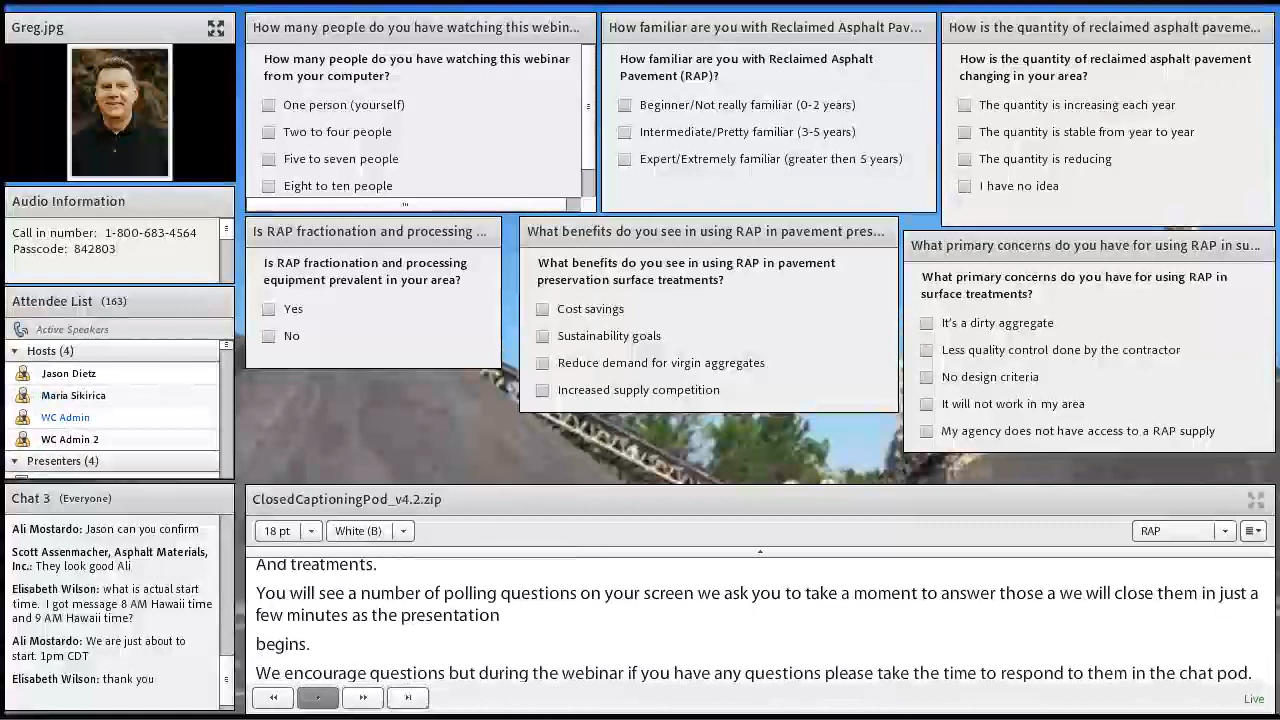 Greg.jpg
Audio Information
Call in number:  1-800-683-4564
Passcode:  842803
Attendee List (163)
Active Speakers
Hosts (4)
Jason Dietz
Maria Sikirica
WC Admin
WC Admin 2
Presenters (4)
Chat 3 (Everyone)
Ali Mostardo: Jason can you confirm
Scott Assenmacher, Asphalt Materials,
Inc.: They look good Ali
Elisabeth Wilson: what is actual start
time.  I got message 8 AM Hawaii time
and 9 AM Hawaii time?
Ali Mostardo: We are just about to
start. 1pm CDT
Elisabeth Wilson: thank you
How many people do you have watching this webin...
How many people do you have watching this webinar
from your computer?
One person (yourself)
Two to four people
Five to seven people
Eight to ten people
How familiar are you with Reclaimed Asphalt Pav...
How familiar are you with Reclaimed Asphalt
Pavement (RAP)?
Beginner/Not really familiar (0-2 years)
Intermediate/Pretty familiar (3-5 years)
Expert/Extremely familiar (greater then 5 years)
How is the quantity of reclaimed asphalt paveme...
How is the quantity of reclaimed asphalt pavement
changing in your area?
The quantity is increasing each year
The quantity is stable from year to year
The quantity is reducing
I have no idea
Is RAP fractionation and processing ...
Is RAP fractionation and processing
equipment prevalent in your area?
Yes
No
What benefits do you see in using RAP in pavement pres...
What benefits do you see in using RAP in pavement
preservation surface treatments?
Cost savings
Sustainability goals
Reduce demand for virgin aggregates
Increased supply competition
What primary concerns do you have for using RAP in su...
What primary concerns do you have for using RAP in
surface treatments?
It's a dirty aggregate
Less quality control done by the contractor
No design criteria
It will not work in my area
My agency does not have access to a RAP supply
ClosedCaptioningPod_v4.2.zip
18 pt
White (B)
RAP
And treatments.
You will see a number of polling questions on your screen we ask you to take a moment to answer those a we will close them in just a
few minutes as the presentation
begins.
We encourage questions but during the webinar if you have any questions please take the time to respond to them in the chat pod.
Live